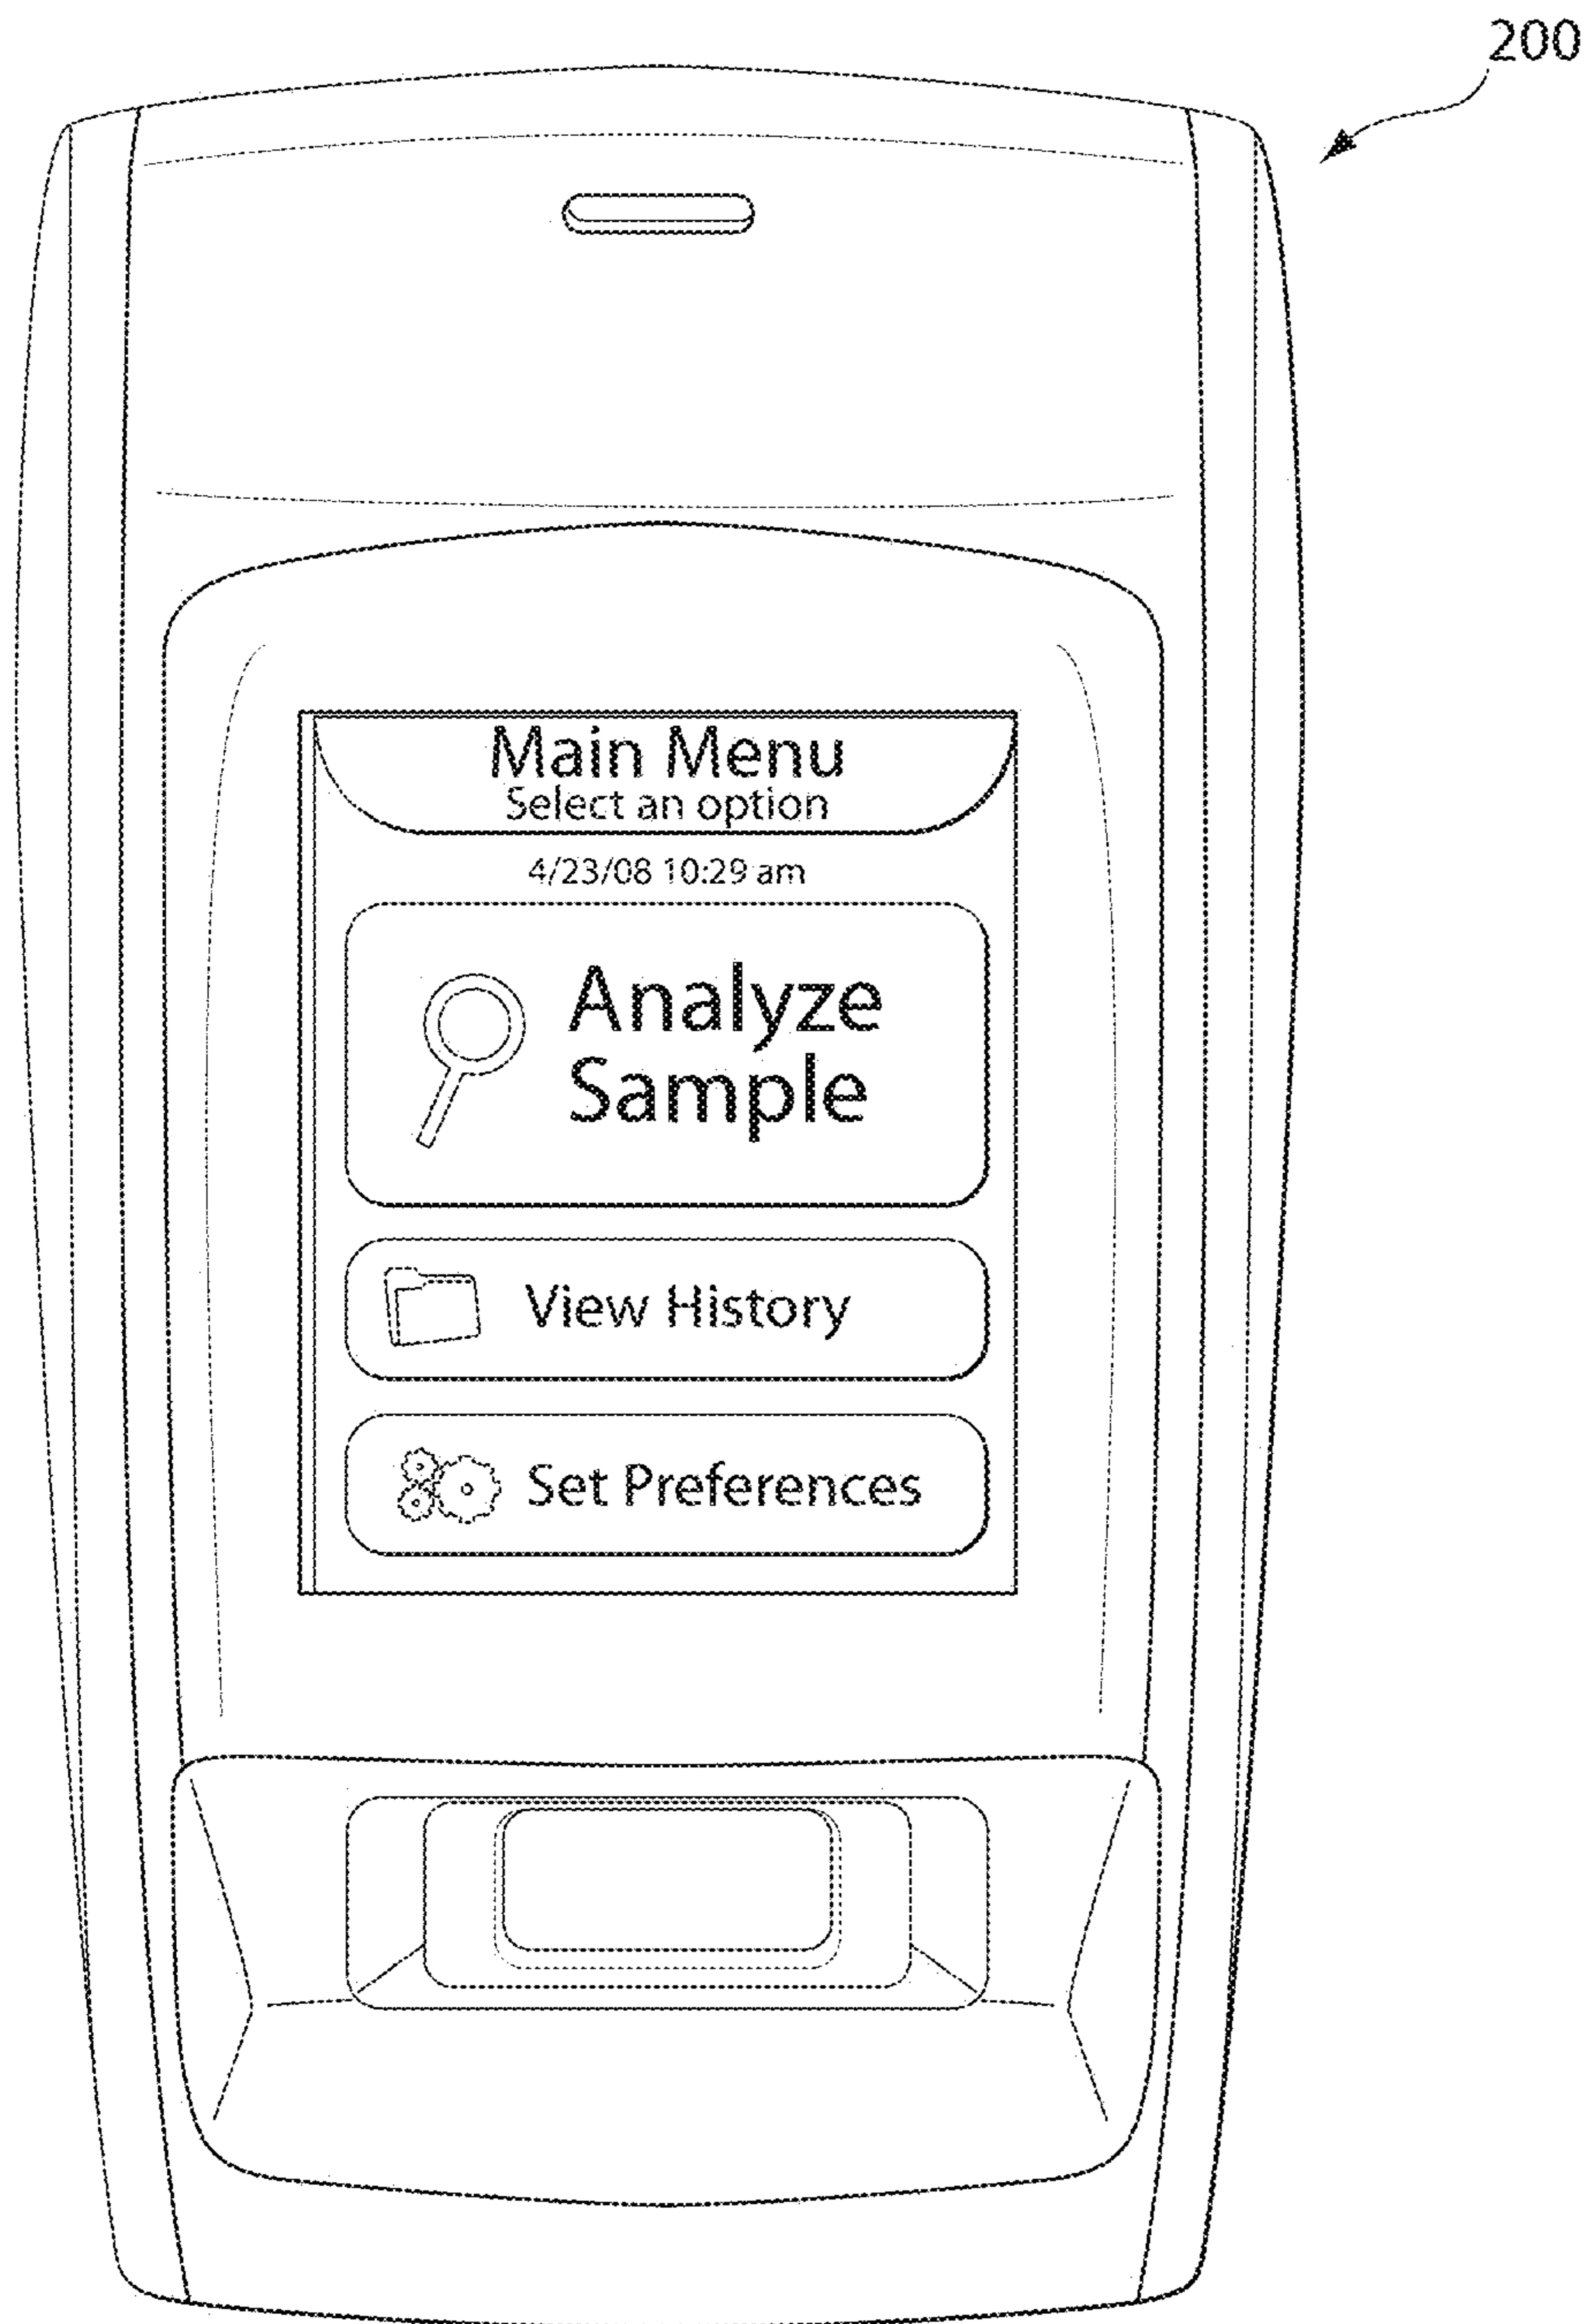 200
Main Menu
Select an option
4/23/08 10:29 am
Analyze
Sample
View History
Set Preferences